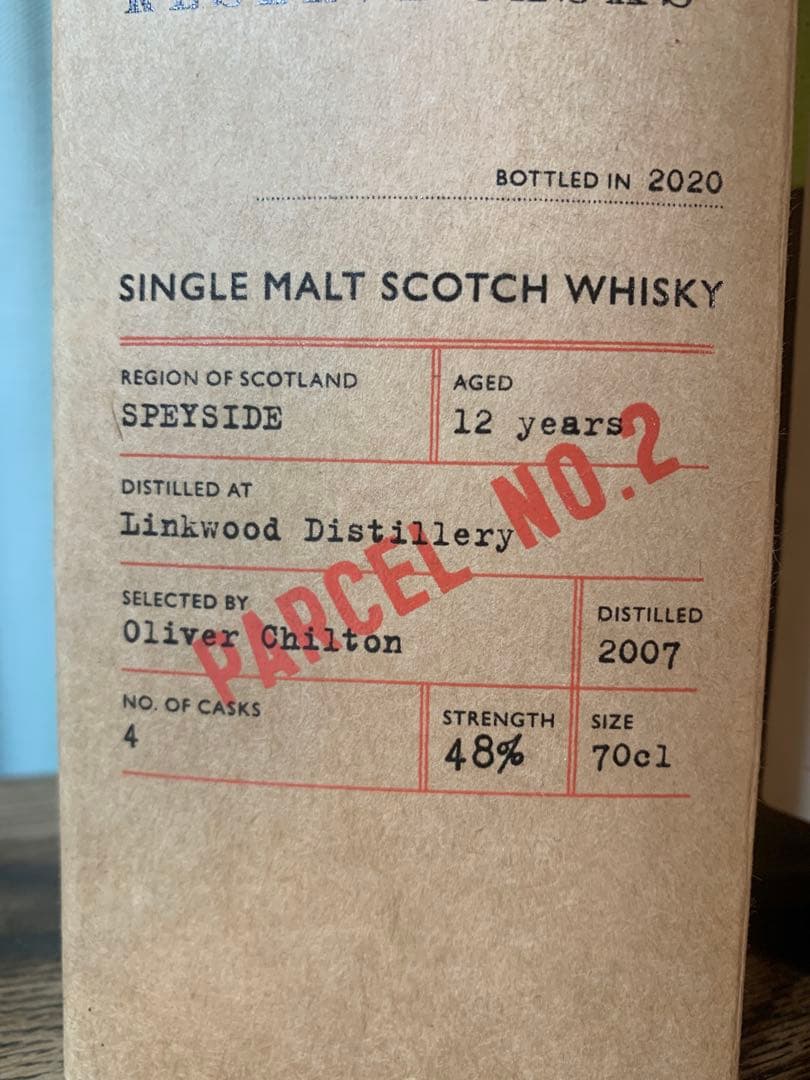 BOTTLED IN 2020
SINGLE MALT SCOTCH WHISKY
REGION OF SCOTLAND
SPEYSIDE
AGED
12 years
PARCEL NO.2
DISTILLED AT
Linkwood Distillery
SELECTED BY
Oliver Chilton
DISTILLED
2007
NO. OF CASKS
4
STRENGTH
48%
SIZE
70cl